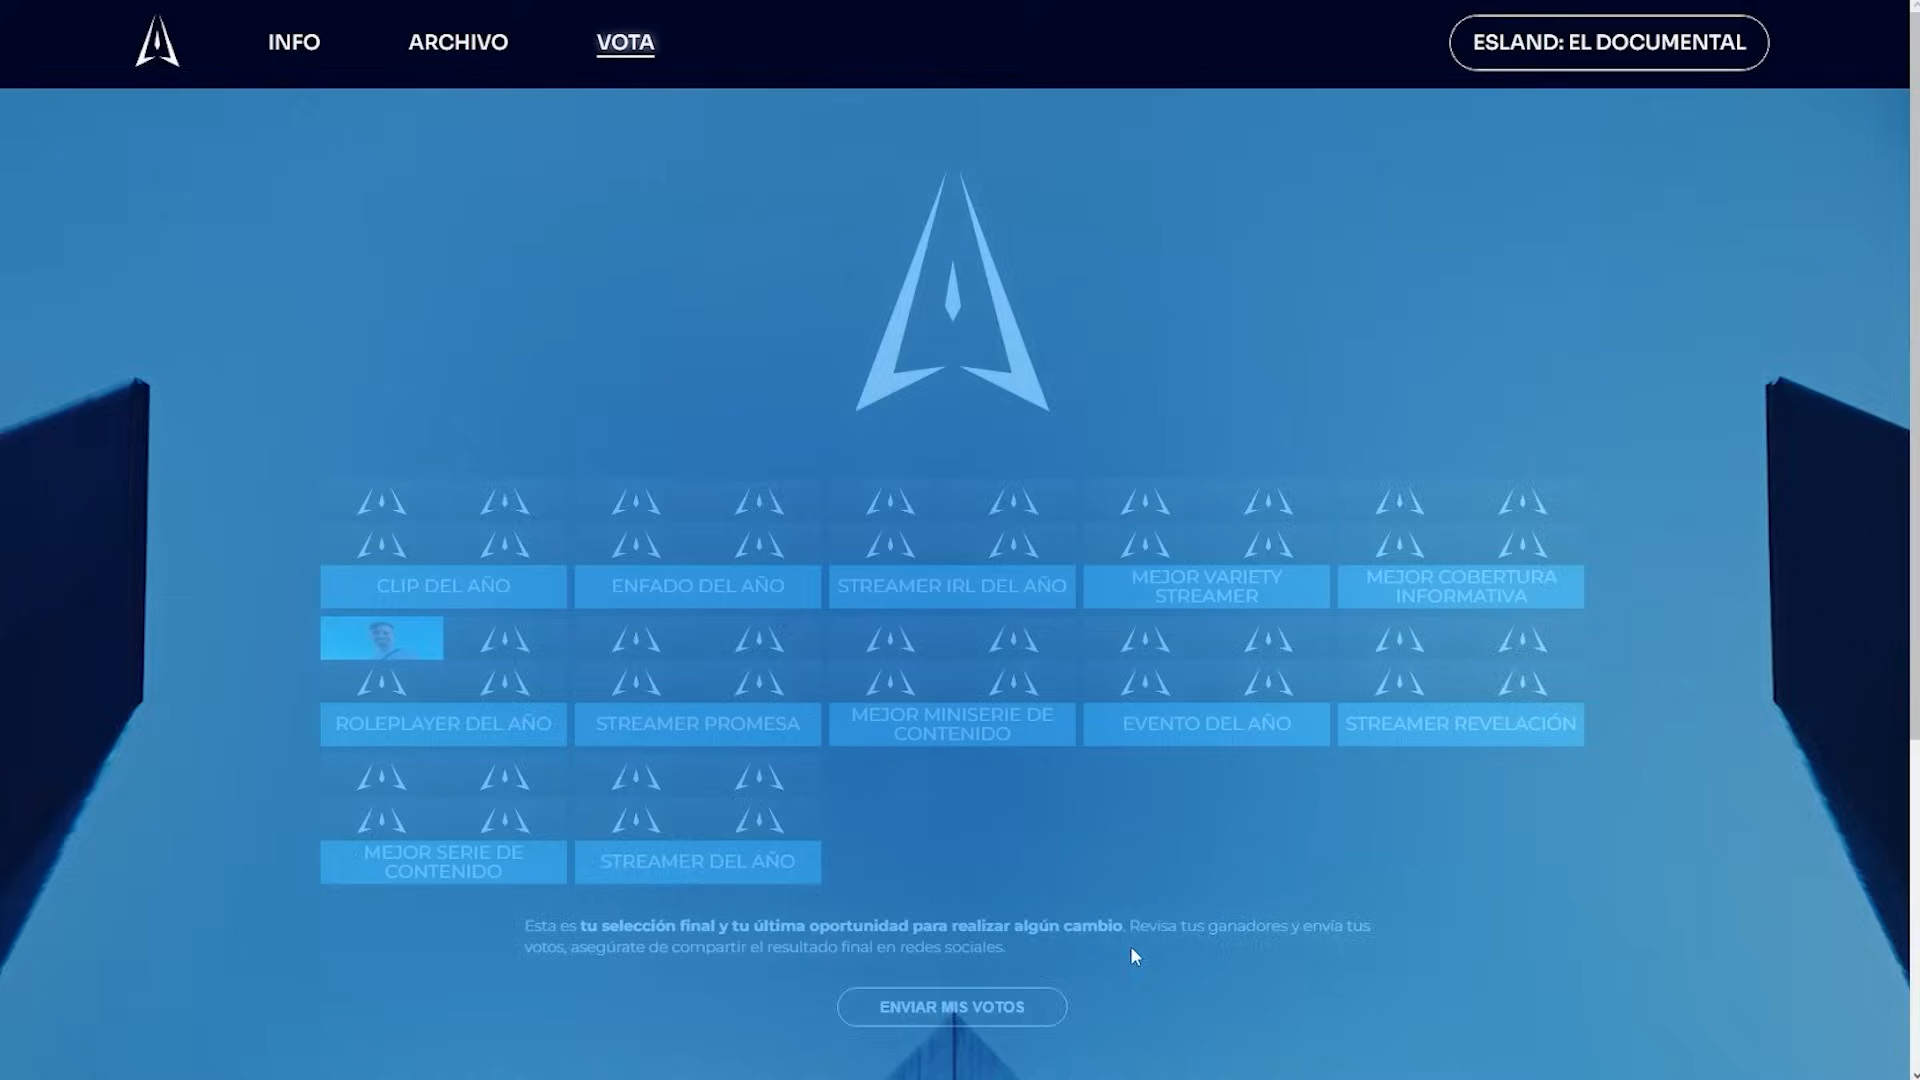 INFO
ARCHIVO
VOTA
ESLAND: EL DOCUMENTAL
CLIP DEL AÑO
ENFADO DEL AÑO
STREAMER IRL DEL AÑO
MEJOR VARIETY
STREAMER
MEJOR COBERTURA
INFORMATIVA
ROLEPLAYER DEL AÑO
STREAMER PROMESA
MEJOR MINISERIE DE
CONTENIDO
EVENTO DEL AÑO
STREAMER REVELACIÓN
MEJOR SERIE DE
CONTENIDO
STREAMER DEL AÑO
Esta es tu selección final y tu última oportunidad para realizar algún cambio. Revisa tus ganadores y envía tus
votos, asegúrate de compartir el resultado final en redes sociales.
ENVIAR MIS VOTOS